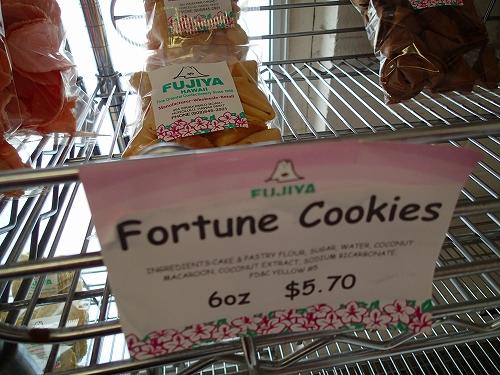 FUJIYA
HAWAII
FUJIYA
Fortune Cookies
INGREDIENTS: CAKE & PASTRY FLOUR, SUGAR, WATER, COCONUT
MACAROON, COCONUT EXTRACT, SODIUM BICARBONATE,
FD&C YELLOW #5
6oz $5.70